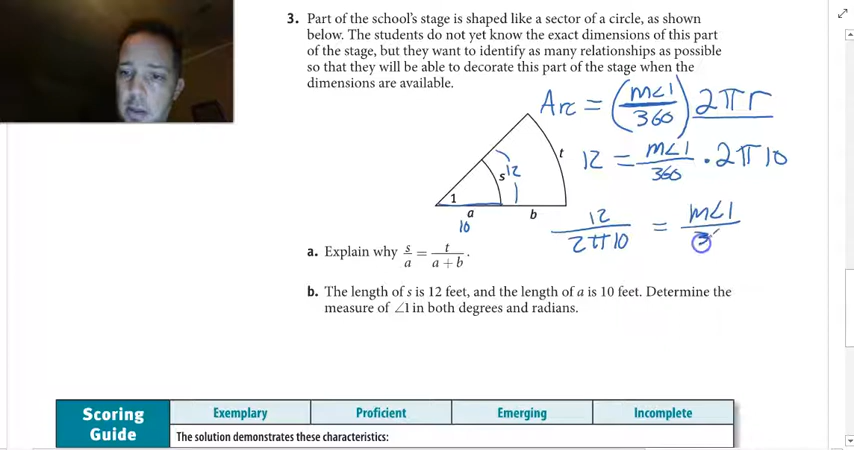 3. Part of the school's stage is shaped like a sector of a circle, as shown
below. The students do not yet know the exact dimensions of this part
of the stage, but they want to identify as many relationships as possible
so that they will be able to decorate this part of the stage when the
dimensions are available.
Arc = (m∠1/360) 2πr
12 = m∠1/360 · 2π10
12/2π10 = m∠1/3
t
s 12
1
a
b
10
a. Explain why s/a = t/(a + b).
b. The length of s is 12 feet, and the length of a is 10 feet. Determine the
measure of ∠1 in both degrees and radians.
Scoring Guide
Exemplary Proficient Emerging Incomplete
The solution demonstrates these characteristics: